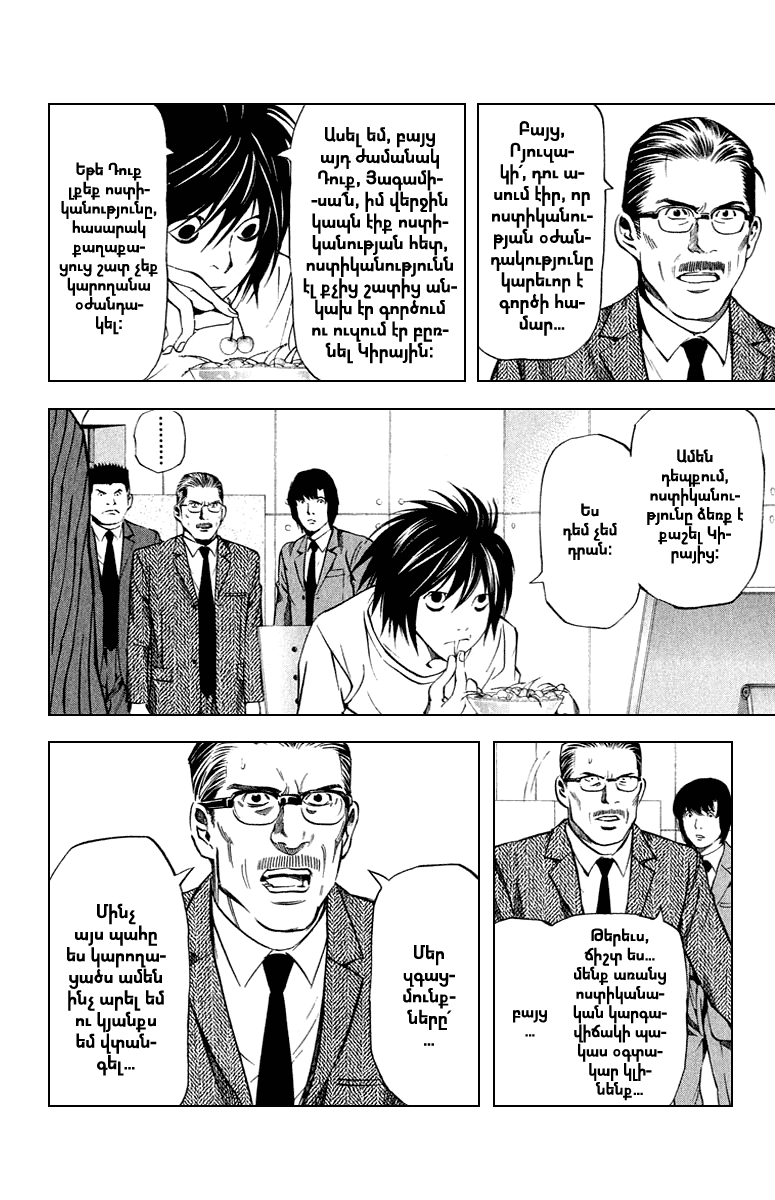 Բայց,
Րյուզա-
կի՛, դու ա-
սում էիր, որ
ոստիկանու-
թյան օժան-
դակությունը
կարեւոր է
գործի հա-
մար...
Ասել եմ, բայց
այդ ժամանակ
Դուք, Յագամի-
-սան, իմ վերջին
կապն էիք ոստի-
կանության հետ,
ոստիկանությունն
էլ քչից շատից ան-
կախ էր գործում
ու ուզում էր բըռ-
նել Կիրային:
Եթե Դուք
լքեք ոստի-
կանությունը,
հասարակ
քաղաքա-
ցուց շատ չեք
կարողանա
օժանդա-
կել:
Ամեն
դեպքում,
ոստիկանու-
թյունը ձեռք է
քաշել Կի-
րայից:
Ես
դեմ չեմ
դրան:
......
Թերեւս,
ճիշտ ես...
մենք առանց
ոստիկանա-
կան կարգա-
վիճակի պա-
կաս օգտա-
կար կլի-
նենք...
բայց
...
Մեր
զգաց-
մունք-
ները՛
...
Մինչ
այս պահը
ես կարողա-
ցածս ամեն
ինչ արել եմ
ու կյանքս
եմ վտան-
գել...